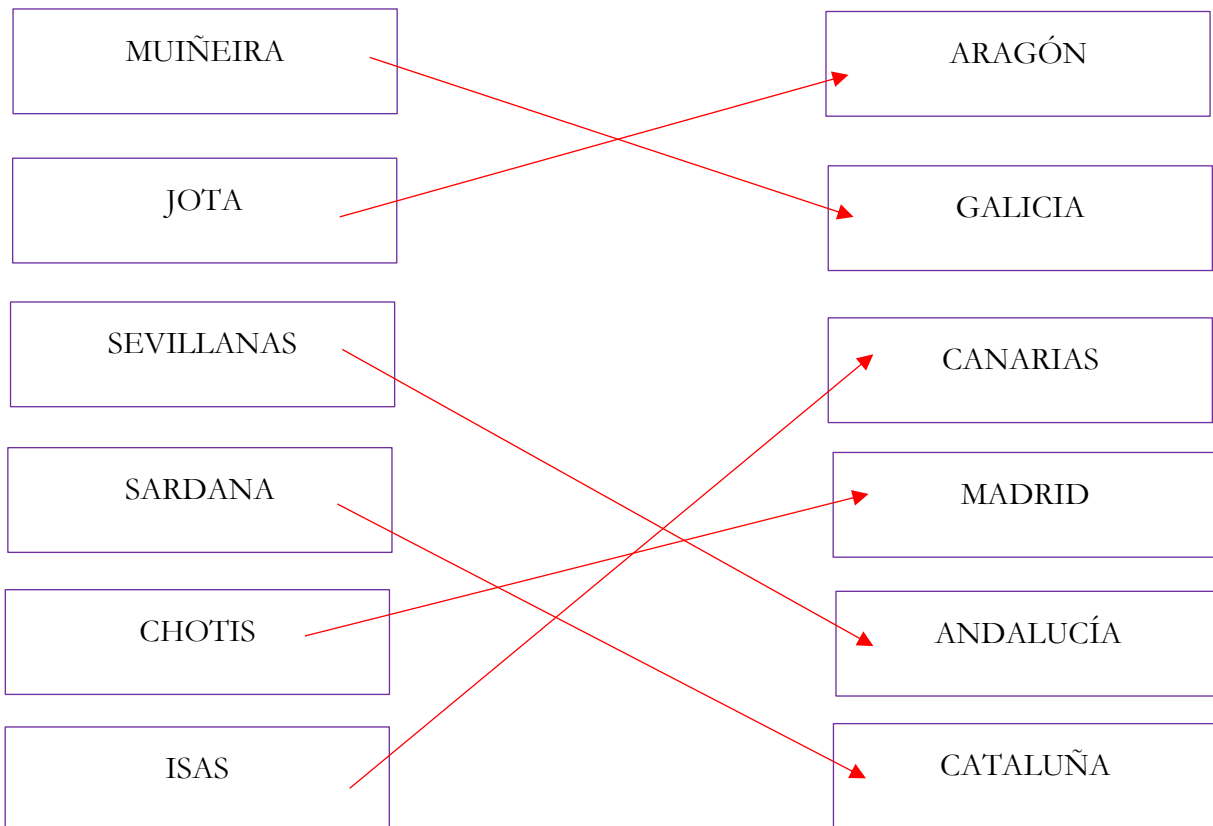 MUIÑEIRA
ARAGÓN
JOTA
GALICIA
SEVILLANAS
CANARIAS
SARDANA
MADRID
CHOTIS
ANDALUCÍA
ISAS
CATALUÑA